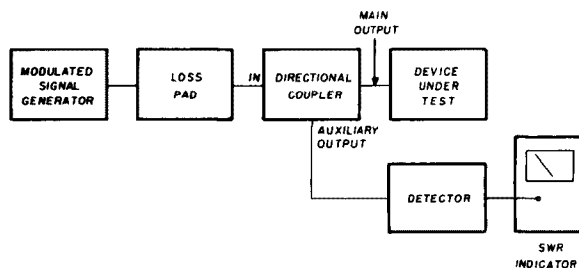 MAIN
OUTPUT
MODULATED
SIGNAL
GENERATOR
LOSS
PAD
IN
DIRECTIONAL
COUPLER
DEVICE
UNDER
TEST
AUXILIARY
OUTPUT
DETECTOR
SWR
INDICATOR